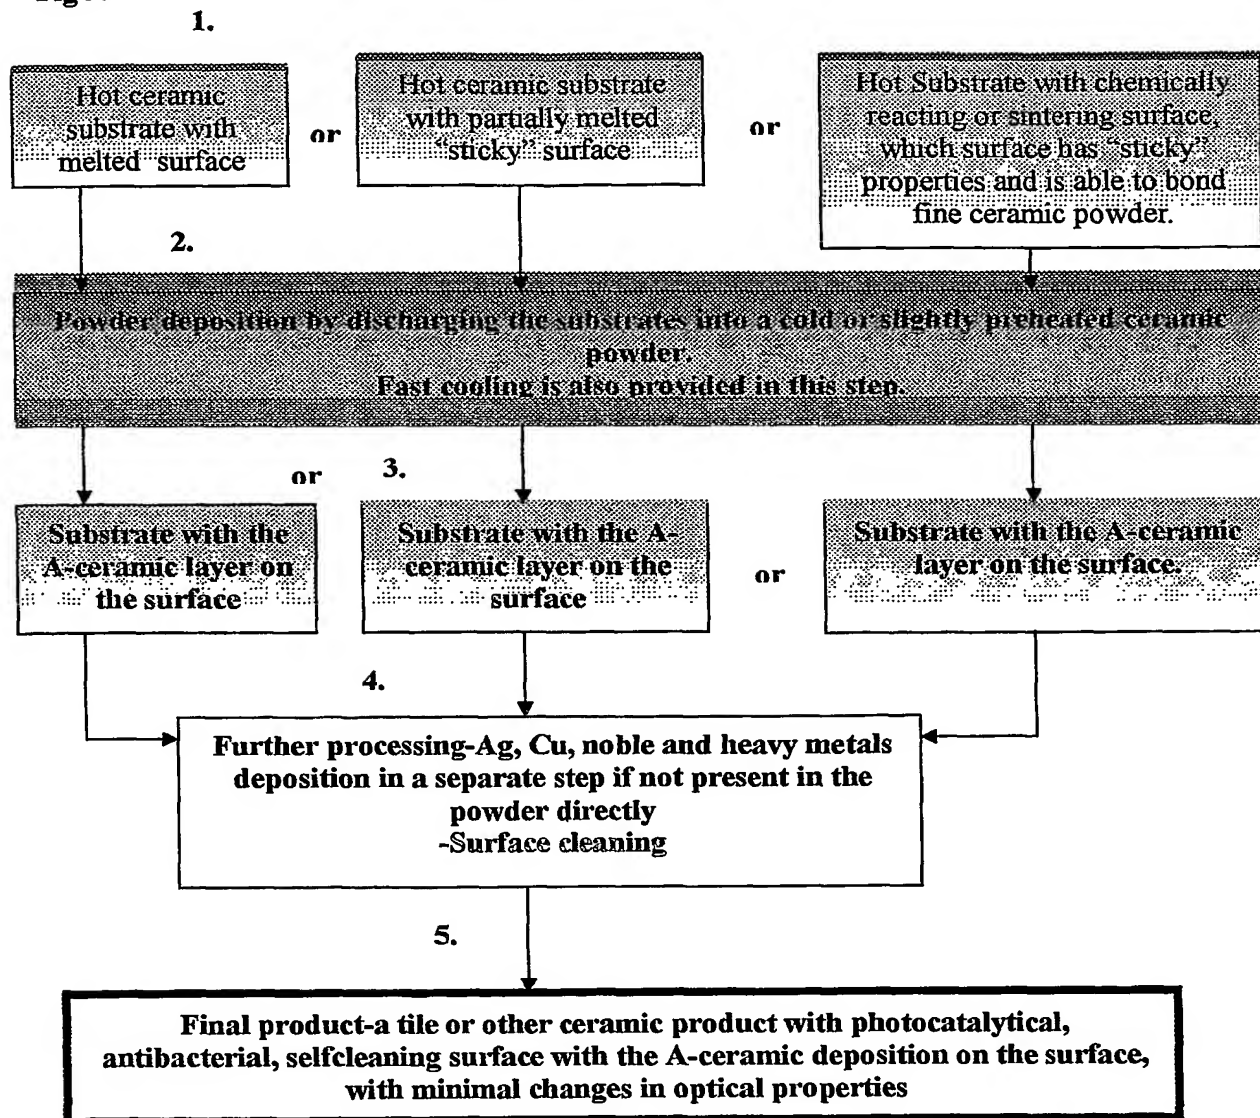 1.
Hot ceramic
substrate with
melted surface
or
Hot ceramic substrate
with partially melted
“sticky” surface
or
Hot Substrate with chemically
reacting or sintering surface,
which surface has “sticky”
properties and is able to bond
fine ceramic powder.
2.
Powder deposition by discharging the substrates into a cold or slightly preheated ceramic
powder.
Fast cooling is also provided in this step.
or
3.
Substrate with the
A-ceramic layer on
the surface
Substrate with the A-
ceramic layer on the
surface
or
Substrate with the A-ceramic
layer on the surface.
4.
Further processing-Ag, Cu, noble and heavy metals
deposition in a separate step if not present in the
powder directly
-Surface cleaning
5.
Final product-a tile or other ceramic product with photocatalytical,
antibacterial, selfcleaning surface with the A-ceramic deposition on the surface,
with minimal changes in optical properties